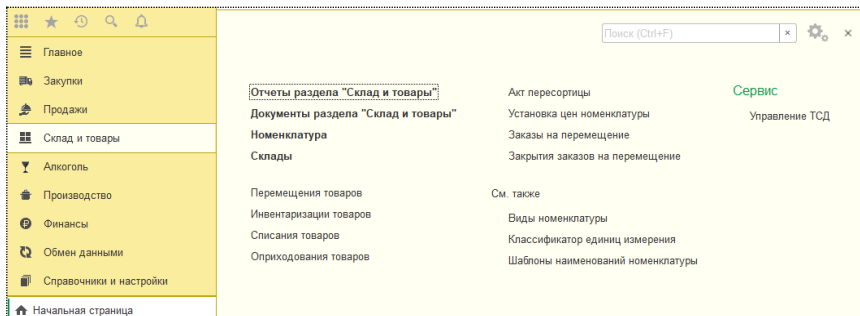 Поиск (Ctrl+F)
Главное
Закупки
Продажи
Склад и товары
Алкоголь
Производство
Финансы
Обмен данными
Справочники и настройки
Начальная страница
Отчеты раздела "Склад и товары"
Документы раздела "Склад и товары"
Номенклатура
Склады
Перемещения товаров
Инвентаризации товаров
Списания товаров
Оприходования товаров
Акт пересортицы
Установка цен номенклатуры
Заказы на перемещение
Закрытия заказов на перемещение
См. также
Виды номенклатуры
Классификатор единиц измерения
Шаблоны наименований номенклатуры
Сервис
Управление ТСД